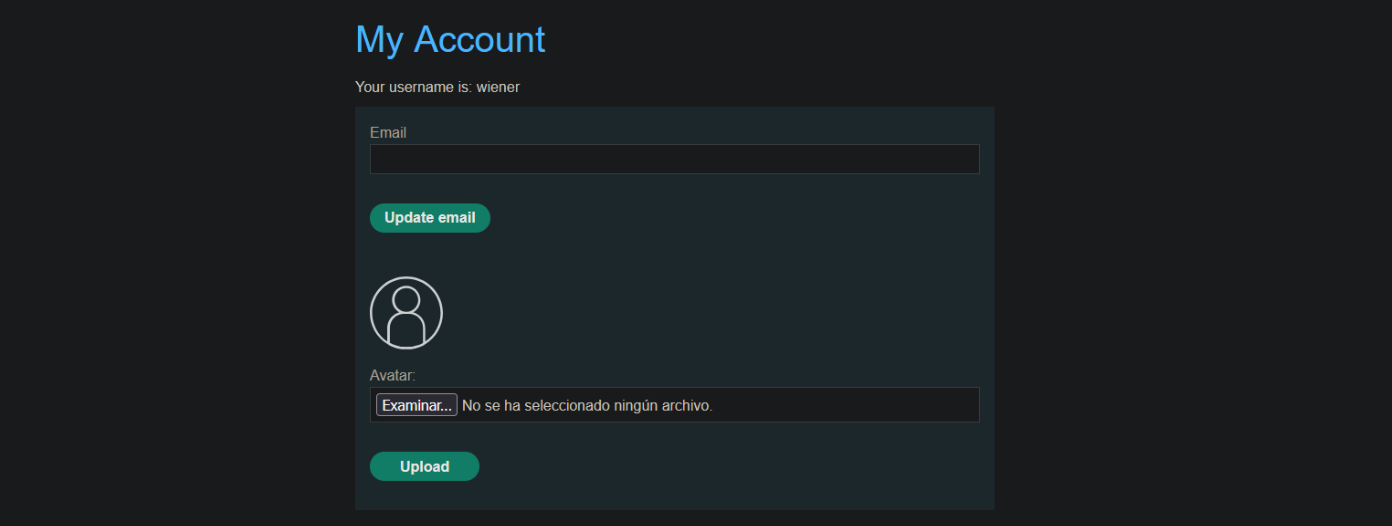 My Account
Your username is: wiener
Email
Update email
Avatar:
Examinar... No se ha seleccionado ningún archivo.
Upload